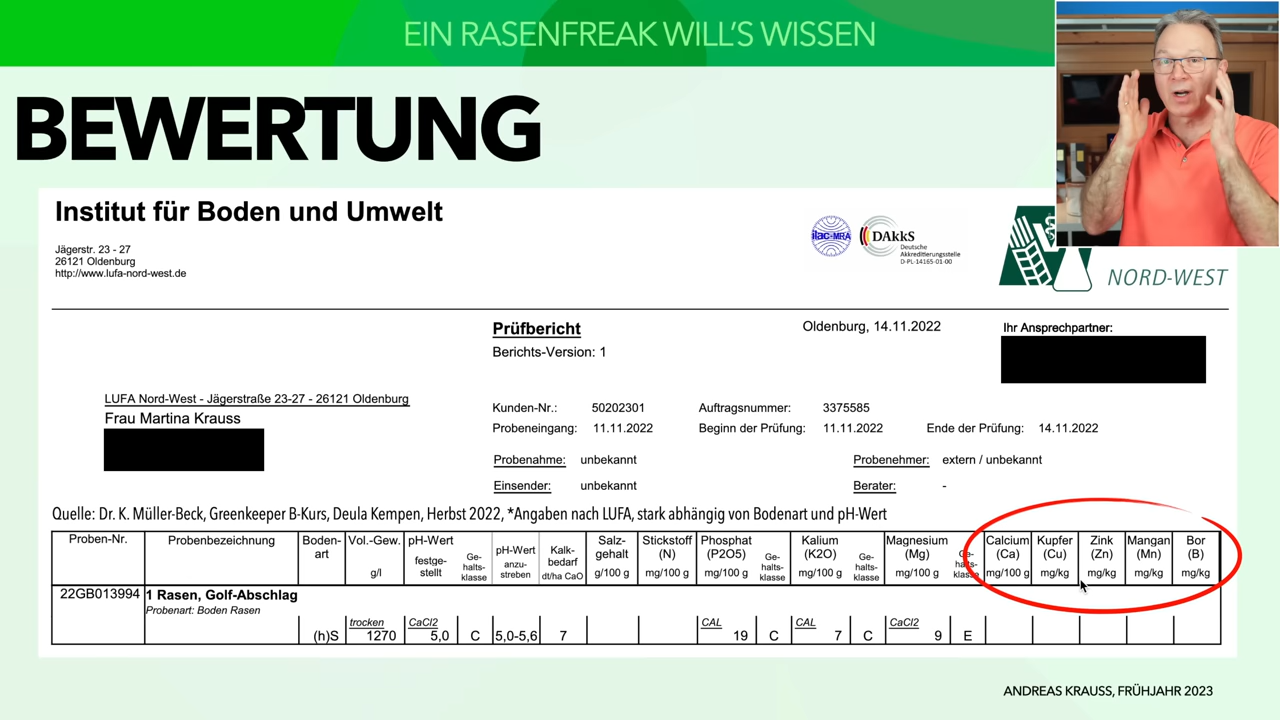 EIN RASENFREAK WILL'S WISSEN
BEWERTUNG
Institut für Boden und Umwelt
Jägerstr. 23 - 27
26121 Oldenburg
http://www.lufa-nord-west.de
ilac-MRA
DAkkS
Deutsche
Akkreditierungsstelle
D-PL-14165-01-00
NORD-WEST
Prüfbericht
Oldenburg, 14.11.2022
Ihr Ansprechpartner:
Berichts-Version: 1
LUFA Nord-West - Jägerstraße 23-27 - 26121 Oldenburg
Frau Martina Krauss
Kunden-Nr.: 50202301 Auftragsnummer: 3375585
Probeneingang: 11.11.2022 Beginn der Prüfung: 11.11.2022 Ende der Prüfung: 14.11.2022
Probenahme: unbekannt Probenehmer: extern / unbekannt
Einsender: unbekannt Berater: -
Quelle: Dr. K. Müller-Beck, Greenkeeper B-Kurs, Deula Kempen, Herbst 2022, *Angaben nach LUFA, stark abhängig von Bodenart und pH-Wert
Proben-Nr.
Probenbezeichnung
Boden-
art
Vol.-Gew.
g/l
pH-Wert
festge-
stellt
Ge-
halts-
klasse
pH-Wert
anzu-
streben
Kalk-
bedarf
dt/ha CaO
Salz-
gehalt
g/100 g
Stickstoff
(N)
mg/100 g
Phosphat
(P2O5)
mg/100 g
Ge-
halts-
klasse
Kalium
(K2O)
mg/100 g
Ge-
halts-
klasse
Magnesium
(Mg)
mg/100 g
Ge-
halts-
klasse
Calcium
(Ca)
mg/100 g
Kupfer
(Cu)
mg/kg
Zink
(Zn)
mg/kg
Mangan
(Mn)
mg/kg
Bor
(B)
mg/kg
22GB013994 1 Rasen, Golf-Abschlag
Probenart: Boden Rasen
trocken CaCl2 CAL CAL CaCl2
(h)S 1270 5,0 C 5,0-5,6 7 19 C 7 C 9 E
ANDREAS KRAUSS, FRÜHJAHR 2023